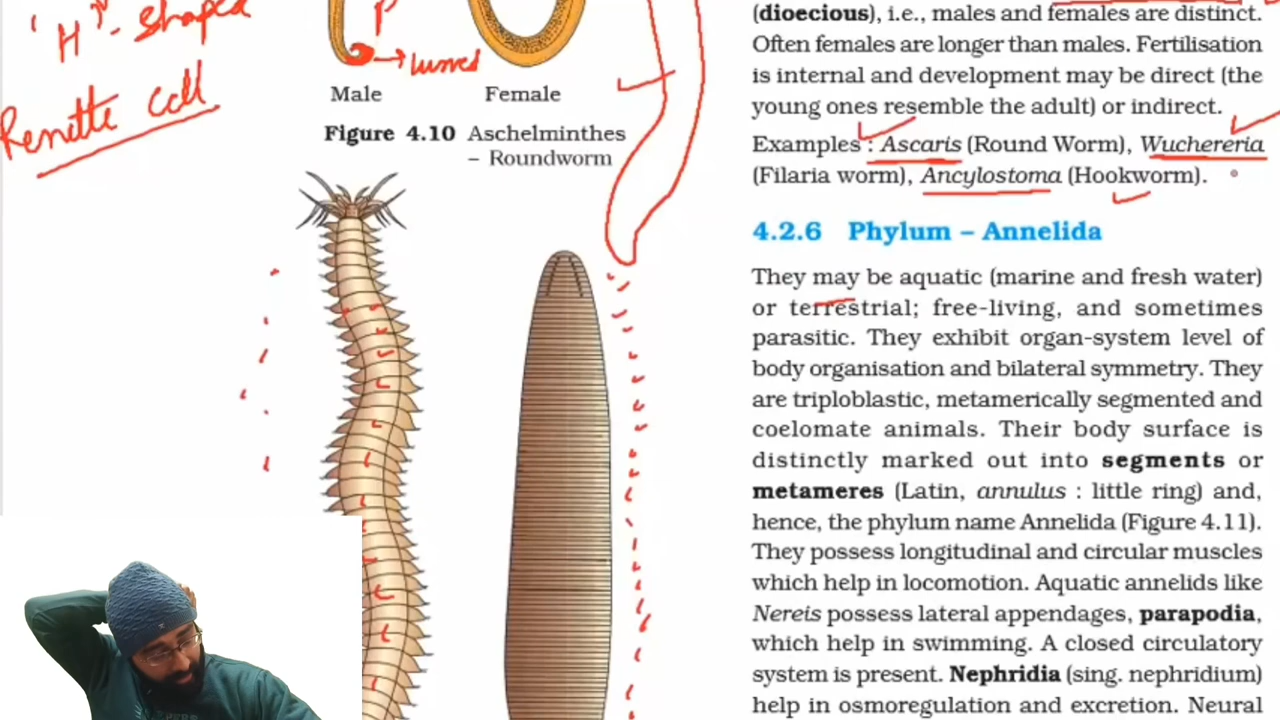 'H'- Shaped
Renette Cell
P
→ curved
Male
Female
Figure 4.10 Aschelminthes
– Roundworm
(dioecious), i.e., males and females are distinct.
Often females are longer than males. Fertilisation
is internal and development may be direct (the
young ones resemble the adult) or indirect.
Examples : Ascaris (Round Worm), Wuchereria
(Filaria worm), Ancylostoma (Hookworm).
4.2.6 Phylum – Annelida
They may be aquatic (marine and fresh water)
or terrestrial; free-living, and sometimes
parasitic. They exhibit organ-system level of
body organisation and bilateral symmetry. They
are triploblastic, metamerically segmented and
coelomate animals. Their body surface is
distinctly marked out into segments or
metameres (Latin, annulus : little ring) and,
hence, the phylum name Annelida (Figure 4.11).
They possess longitudinal and circular muscles
which help in locomotion. Aquatic annelids like
Nereis possess lateral appendages, parapodia,
which help in swimming. A closed circulatory
system is present. Nephridia (sing. nephridium)
help in osmoregulation and excretion. Neural